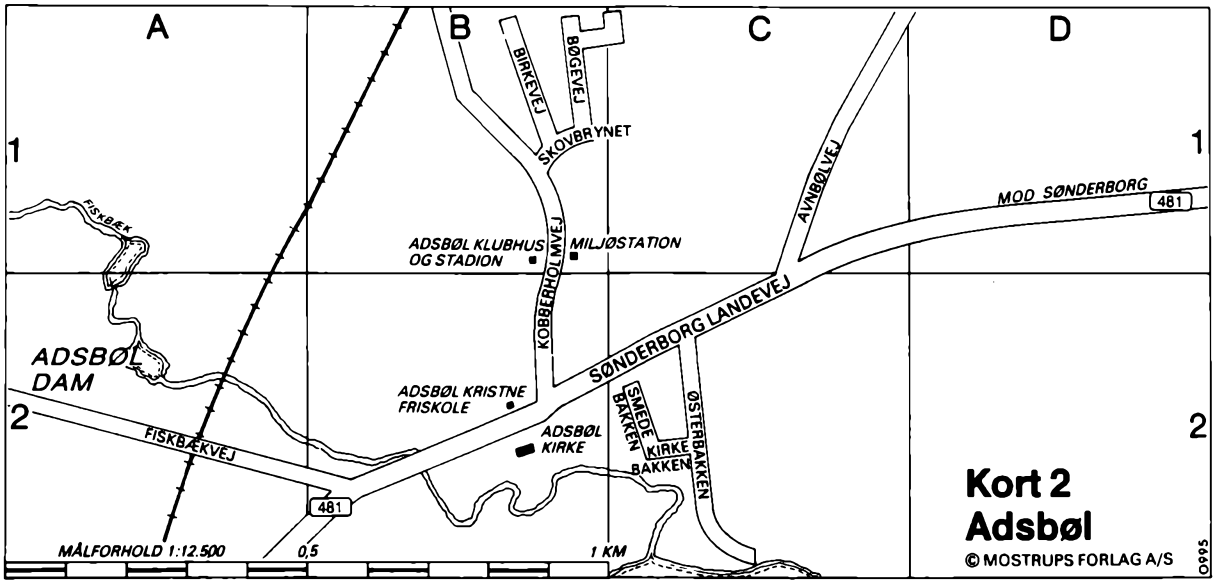 A
B
C
D
BIRKEVEJ
BØGEVEJ
SKOVBRYNET
1
1
AVNBØLVEJ
MOD SØNDERBORG
481
FISKBÆK
ADSBØL KLUBHUS
OG STADION
MILJØSTATION
KOBBERHOLMVEJ
SØNDERBORG LANDEVEJ
ADSBØL
DAM
ADSBØL KRISTNE
FRISKOLE
SMEDE
BAKKEN
ØSTERBAKKEN
2
2
FISKBÆKVEJ
ADSBØL
KIRKE
KIRKE
BAKKEN
481
Kort 2
Adsbøl
© MOSTRUPS FORLAG A/S
0995
MÅLFORHOLD 1:12.500
0,5
1 KM